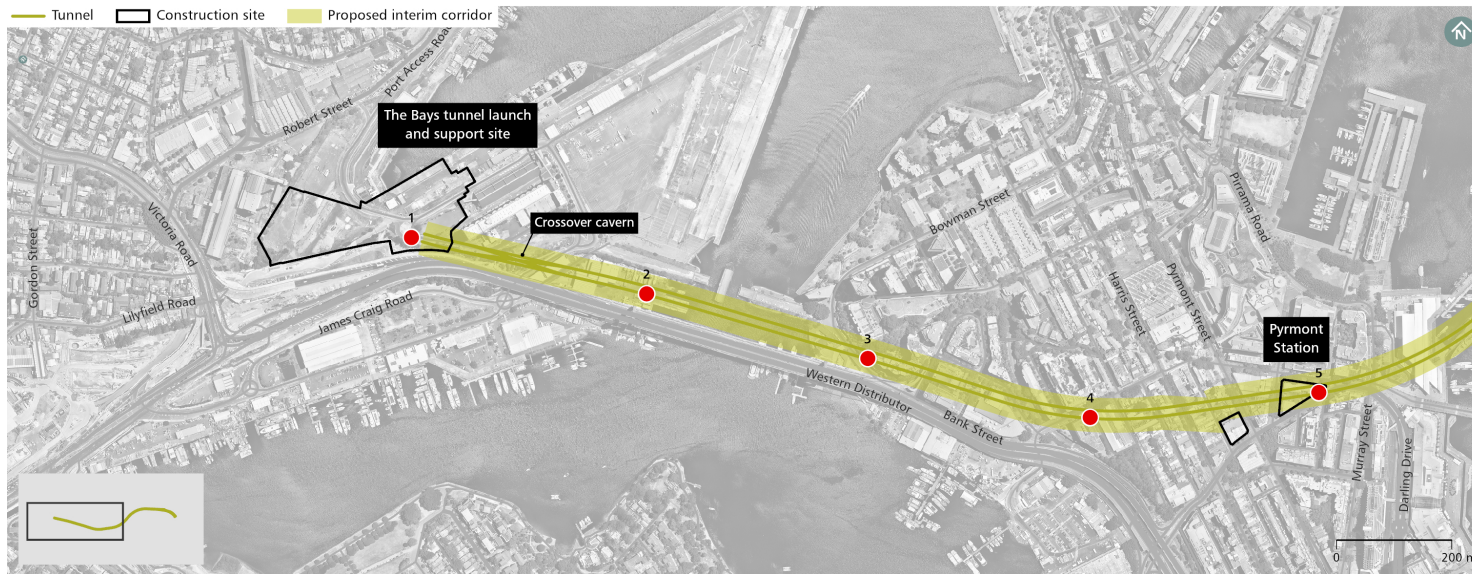 Tunnel
Construction site
Proposed interim corridor
N
Port Access Road
Robert Street
The Bays tunnel launch
and support site
Victoria Road
Gordon Street
Lilyfield Road
James Craig Road
1
Crossover cavern
2
3
4
5
Western Distributor
Bank Street
Bowman Street
Pirrama Road
Harris Street
Pyrmont Street
Pyrmont
Station
Murray Street
Darling Drive
0
200 m